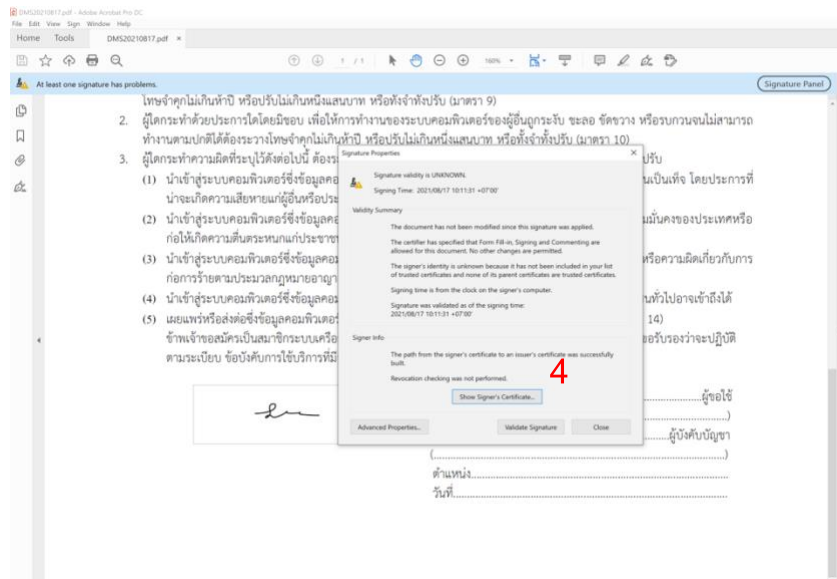 DMS20210817.pdf - Adobe Acrobat Pro DC
File Edit View Sign Window Help
Home Tools DMS20210817.pdf ×
1 / 1 160%
At least one signature has problems.
Signature Panel
โทษจำคุกไม่เกินห้าปี หรือปรับไม่เกินหนึ่งแสนบาท หรือทั้งจำทั้งปรับ (มาตรา 9)
2. ผู้ใดกระทำด้วยประการใดโดยมิชอบ เพื่อให้การทำงานของระบบคอมพิวเตอร์ของผู้อื่นถูกระงับ ชะลอ ขัดขวาง หรือรบกวนจนไม่สามารถ
ทำงานตามปกติได้ต้องระวางโทษจำคุกไม่เกินห้าปี หรือปรับไม่เกินหนึ่งแสนบาท หรือทั้งจำทั้งปรับ (มาตรา 10)
3. ผู้ใดกระทำความผิดที่ระบุไว้ดังต่อไปนี้ ต้องระ ปรับ
(1) นำเข้าสู่ระบบคอมพิวเตอร์ซึ่งข้อมูลคอ นเป็นเท็จ โดยประการที่
น่าจะเกิดความเสียหายแก่ผู้อื่นหรือประ
(2) นำเข้าสู่ระบบคอมพิวเตอร์ซึ่งข้อมูลคอ มมั่นคงของประเทศหรือ
ก่อให้เกิดความตื่นตระหนกแก่ประชาช
(3) นำเข้าสู่ระบบคอมพิวเตอร์ซึ่งข้อมูลคอม หรือความผิดเกี่ยวกับการ
ก่อการร้ายตามประมวลกฎหมายอาญา
(4) นำเข้าสู่ระบบคอมพิวเตอร์ซึ่งข้อมูลคอม นทั่วไปอาจเข้าถึงได้
(5) เผยแพร่หรือส่งต่อซึ่งข้อมูลคอมพิวเตอร์ 14)
ข้าพเจ้าขอสมัครเป็นสมาชิกระบบเครือ อรับรองว่าจะปฏิบัติ
ตามระเบียบ ข้อบังคับการใช้บริการที่มี
Signature Properties ×
Signature validity is UNKNOWN.
Signing Time: 2021/08/17 10:11:31 +07'00'
Validity Summary
The document has not been modified since this signature was applied.
The certifier has specified that Form Fill-in, Signing and Commenting are
allowed for this document. No other changes are permitted.
The signer's identity is unknown because it has not been included in your list
of trusted certificates and none of its parent certificates are trusted certificates.
Signing time is from the clock on the signer's computer.
Signature was validated as of the signing time:
2021/08/17 10:11:31 +07'00'
Signer Info
The path from the signer's certificate to an issuer's certificate was successfully
built.
Revocation checking was not performed.
4
Show Signer's Certificate...
Advanced Properties... Validate Signature Close
ผู้ขอใช้
)
ผู้บังคับบัญชา
( )
ตำแหน่ง
วันที่